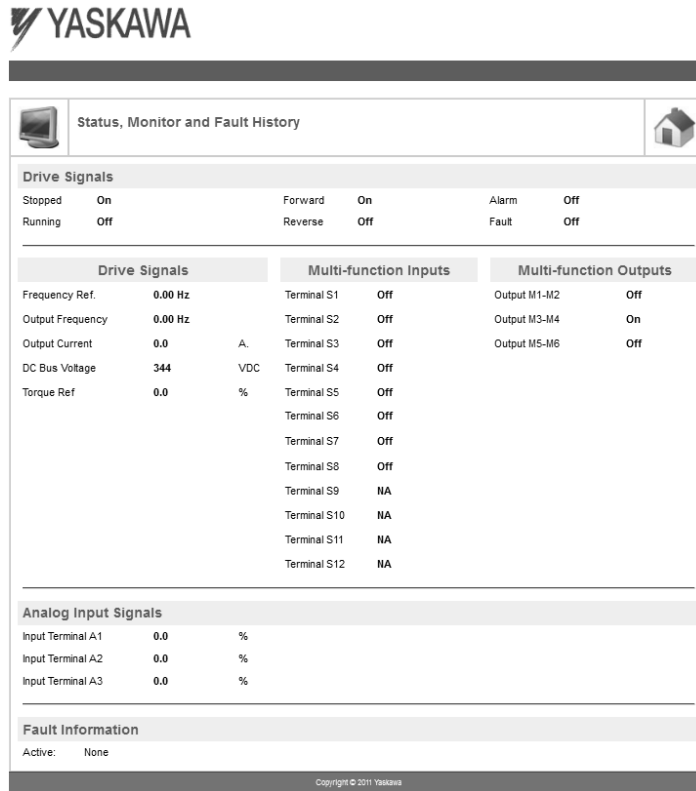 YASKAWA
Status, Monitor and Fault History
Drive Signals
Stopped On Forward On Alarm Off
Running Off Reverse Off Fault Off
Drive Signals Multi-function Inputs Multi-function Outputs
Frequency Ref. 0.00 Hz Terminal S1 Off Output M1-M2 Off
Output Frequency 0.00 Hz Terminal S2 Off Output M3-M4 On
Output Current 0.0 A. Terminal S3 Off Output M5-M6 Off
DC Bus Voltage 344 VDC Terminal S4 Off
Torque Ref 0.0 % Terminal S5 Off
Terminal S6 Off
Terminal S7 Off
Terminal S8 Off
Terminal S9 NA
Terminal S10 NA
Terminal S11 NA
Terminal S12 NA
Analog Input Signals
Input Terminal A1 0.0 %
Input Terminal A2 0.0 %
Input Terminal A3 0.0 %
Fault Information
Active: None
Copyright © 2011 Yaskawa